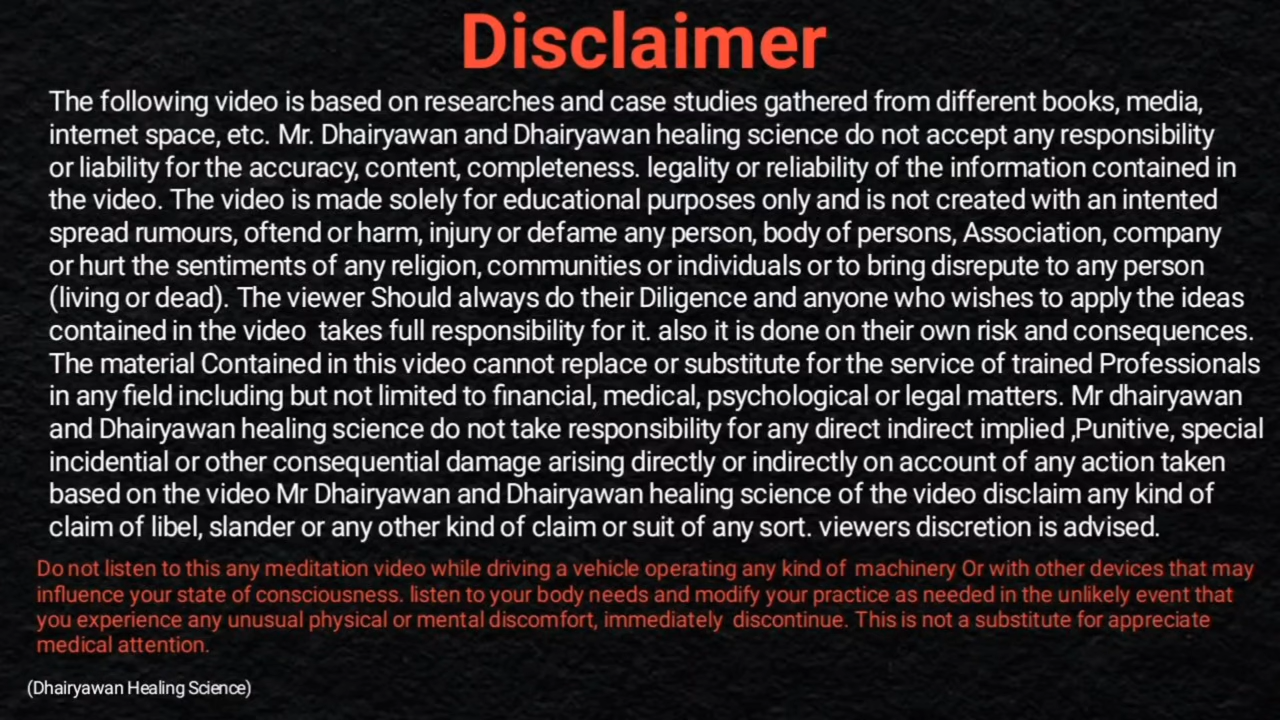 Disclaimer
The following video is based on researches and case studies gathered from different books, media,
internet space, etc. Mr. Dhairyawan and Dhairyawan healing science do not accept any responsibility
or liability for the accuracy, content, completeness. legality or reliability of the information contained in
the video. The video is made solely for educational purposes only and is not created with an intented
spread rumours, oftend or harm, injury or defame any person, body of persons, Association, company
or hurt the sentiments of any religion, communities or individuals or to bring disrepute to any person
(living or dead). The viewer Should always do their Diligence and anyone who wishes to apply the ideas
contained in the video  takes full responsibility for it. also it is done on their own risk and consequences.
The material Contained in this video cannot replace or substitute for the service of trained Professionals
in any field including but not limited to financial, medical, psychological or legal matters. Mr dhairyawan
and Dhairyawan healing science do not take responsibility for any direct indirect implied ,Punitive, special
incidential or other consequential damage arising directly or indirectly on account of any action taken
based on the video Mr Dhairyawan and Dhairyawan healing science of the video disclaim any kind of
claim of libel, slander or any other kind of claim or suit of any sort. viewers discretion is advised.
Do not listen to this any meditation video while driving a vehicle operating any kind of  machinery Or with other devices that may
influence your state of consciousness. listen to your body needs and modify your practice as needed in the unlikely event that
you experience any unusual physical or mental discomfort, immediately  discontinue. This is not a substitute for appreciate
medical attention.
(Dhairyawan Healing Science)